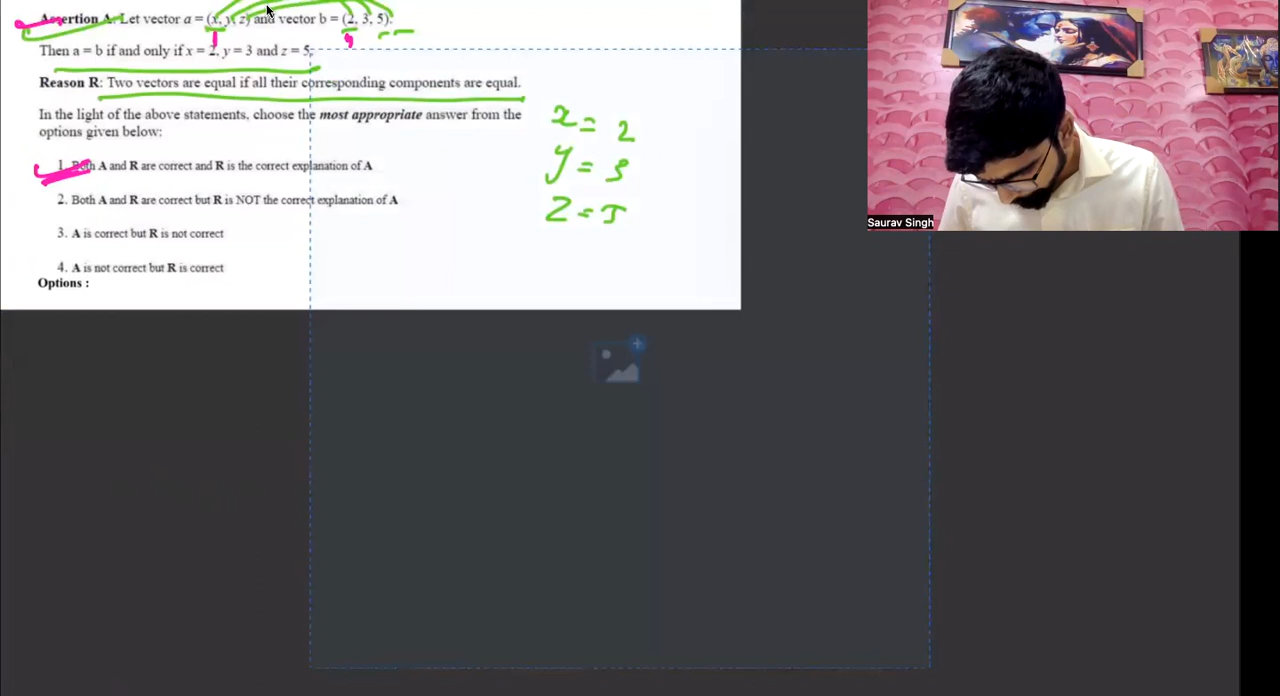 Assertion A: Let vector a = (x, y, z) and vector b = (2, 3, 5).
Then a = b if and only if x = 2, y = 3 and z = 5.
Reason R: Two vectors are equal if all their corresponding components are equal.
In the light of the above statements, choose the most appropriate answer from the
options given below:
1. Both A and R are correct and R is the correct explanation of A
2. Both A and R are correct but R is NOT the correct explanation of A
3. A is correct but R is not correct
4. A is not correct but R is correct
Options :
x = 2
y = 3
z = 5
Saurav Singh